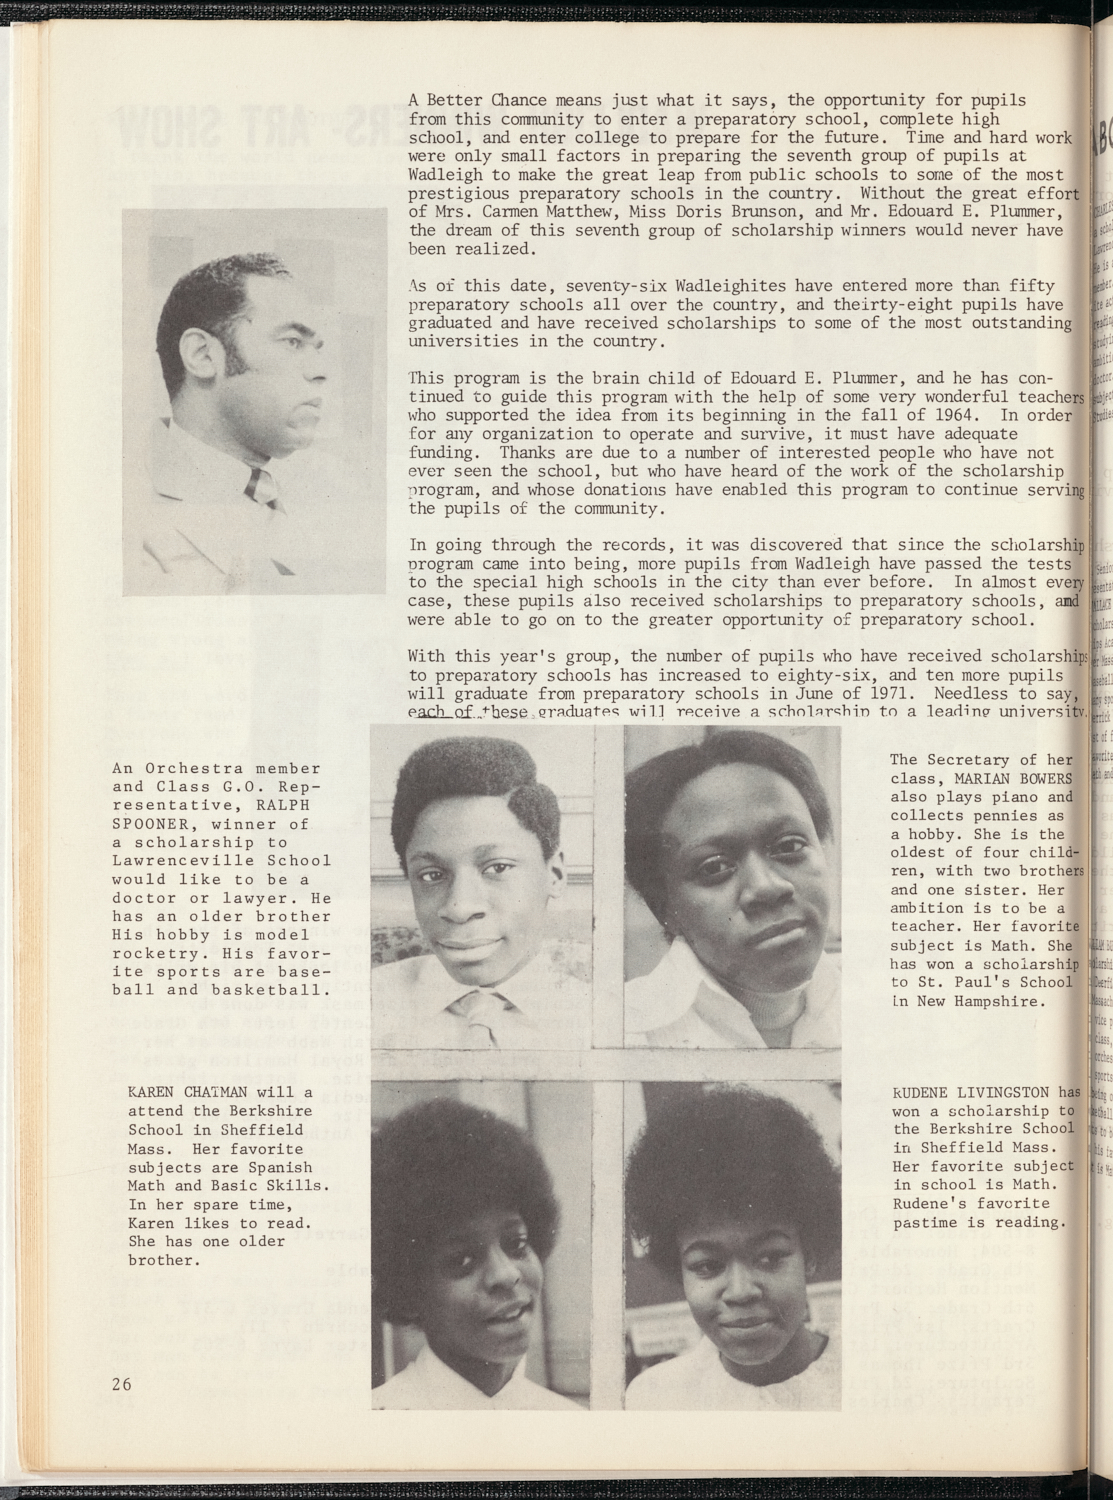 A Better Chance means just what it says, the opportunity for pupils
from this community to enter a preparatory school, complete high
school, and enter college to prepare for the future.  Time and hard work
were only small factors in preparing the seventh group of pupils at
Wadleigh to make the great leap from public schools to some of the most
prestigious preparatory schools in the country.  Without the great effort
of Mrs. Carmen Matthew, Miss Doris Brunson, and Mr. Edouard E. Plummer,
the dream of this seventh group of scholarship winners would never have
been realized.
As of this date, seventy-six Wadleighites have entered more than fifty
preparatory schools all over the country, and theirty-eight pupils have
graduated and have received scholarships to some of the most outstanding
universities in the country.
This program is the brain child of Edouard E. Plummer, and he has con-
tinued to guide this program with the help of some very wonderful teachers
who supported the idea from its beginning in the fall of 1964.  In order
for any organization to operate and survive, it must have adequate
funding.  Thanks are due to a number of interested people who have not
ever seen the school, but who have heard of the work of the scholarship
program, and whose donations have enabled this program to continue serving
the pupils of the community.
In going through the records, it was discovered that since the scholarship
program came into being, more pupils from Wadleigh have passed the tests
to the special high schools in the city than ever before.  In almost every
case, these pupils also received scholarships to preparatory schools, and
were able to go on to the greater opportunity of preparatory school.
With this year's group, the number of pupils who have received scholarships
to preparatory schools has increased to eighty-six, and ten more pupils
will graduate from preparatory schools in June of 1971.  Needless to say,
each of these graduates will receive a scholarship to a leading university.
An Orchestra member
and Class G.O. Rep-
resentative, RALPH
SPOONER, winner of
a scholarship to
Lawrenceville School
would like to be a
doctor or lawyer. He
has an older brother
His hobby is model
rocketry. His favor-
ite sports are base-
ball and basketball.
The Secretary of her
class, MARIAN BOWERS
also plays piano and
collects pennies as
a hobby. She is the
oldest of four child-
ren, with two brothers
and one sister. Her
ambition is to be a
teacher. Her favorite
subject is Math. She
has won a scholarship
to St. Paul's School
in New Hampshire.
KAREN CHATMAN will a
attend the Berkshire
School in Sheffield
Mass.  Her favorite
subjects are Spanish
Math and Basic Skills.
In her spare time,
Karen likes to read.
She has one older
brother.
RUDENE LIVINGSTON has
won a scholarship to
the Berkshire School
in Sheffield Mass.
Her favorite subject
in school is Math.
Rudene's favorite
pastime is reading.
26